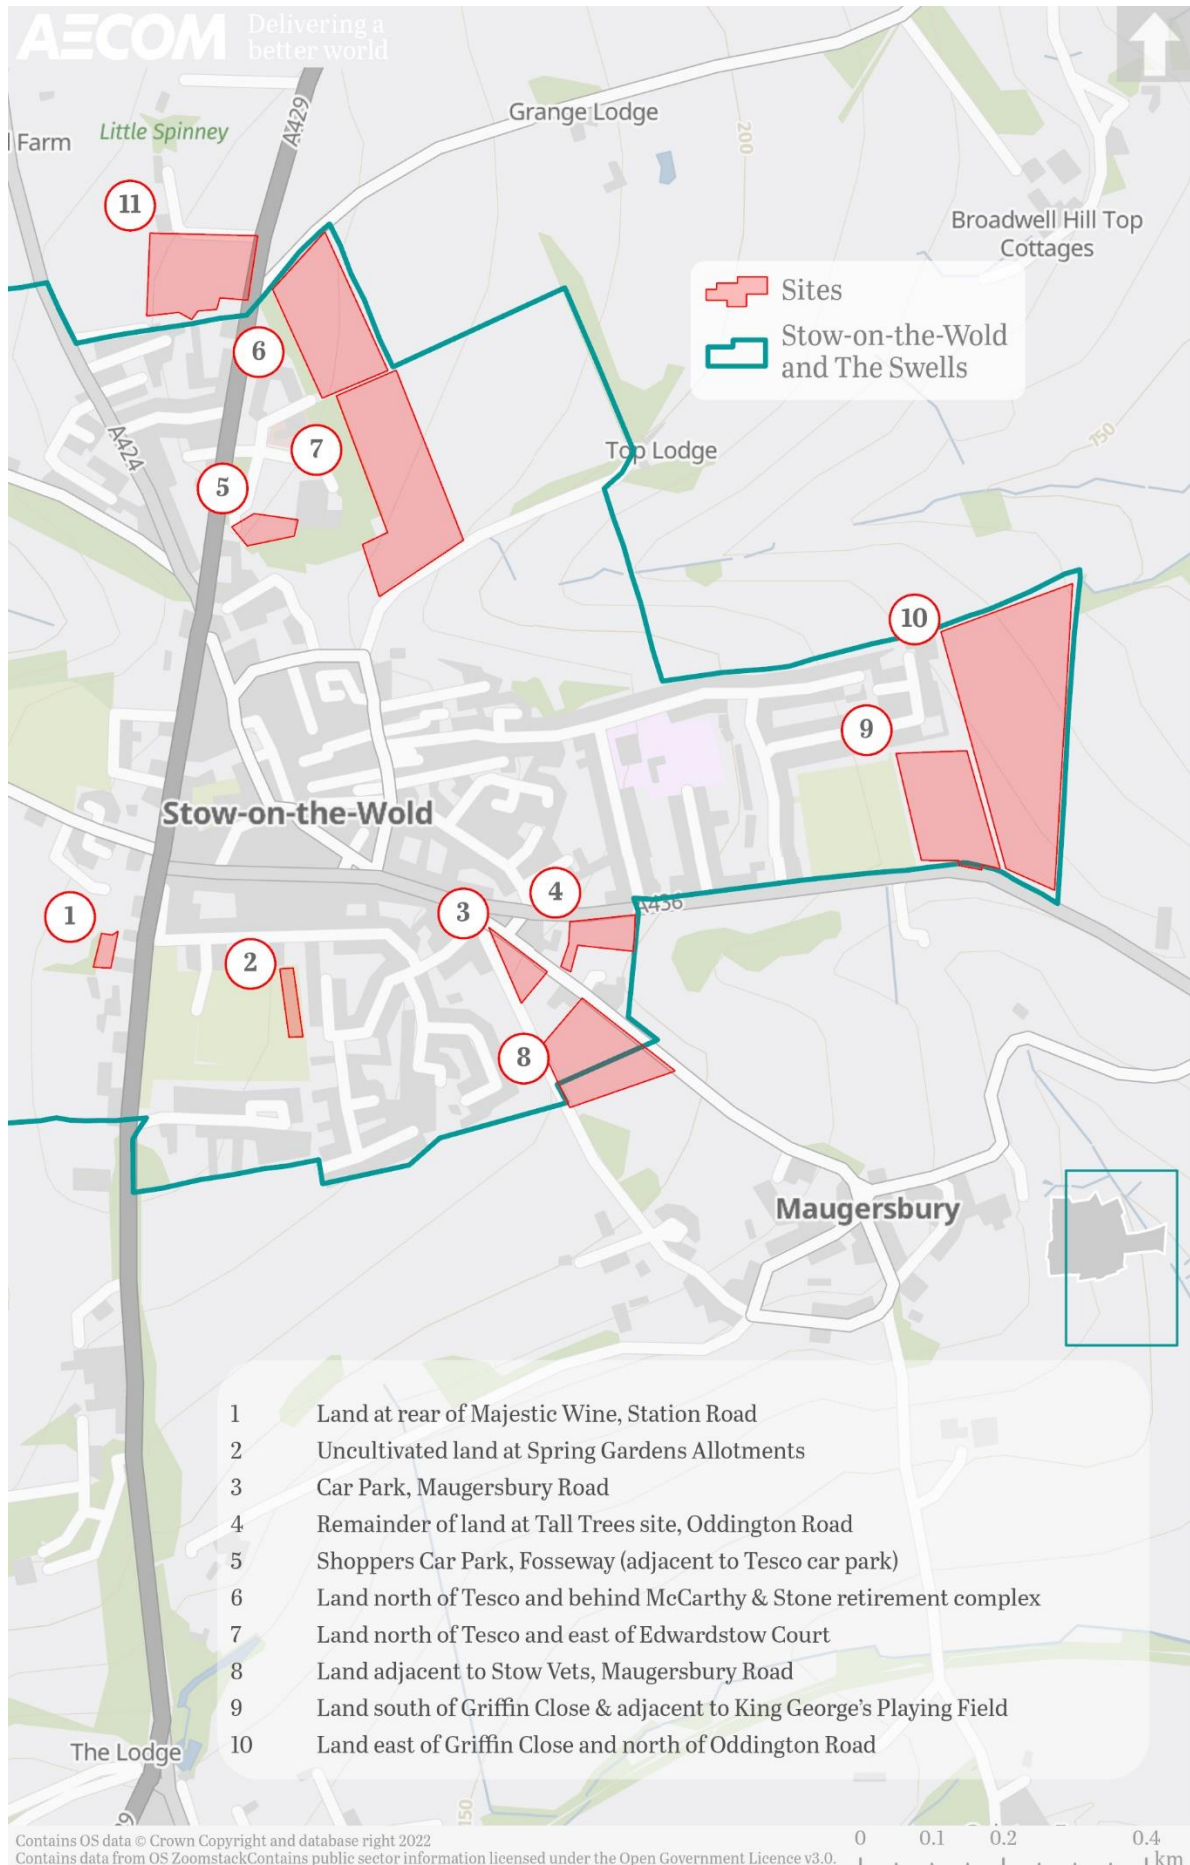 AECOM
Delivering a
better world
Farm
Little Spinney
A429
Grange Lodge
200
Broadwell Hill Top
Cottages
11
Sites
Stow-on-the-Wold
and The Swells
6
A424
7
Top Lodge
750
5
10
9
Stow-on-the-Wold
4
A436
3
1
2
8
Maugersbury
1 Land at rear of Majestic Wine, Station Road
2 Uncultivated land at Spring Gardens Allotments
3 Car Park, Maugersbury Road
4 Remainder of land at Tall Trees site, Oddington Road
5 Shoppers Car Park, Fosseway (adjacent to Tesco car park)
6 Land north of Tesco and behind McCarthy & Stone retirement complex
7 Land north of Tesco and east of Edwardstow Court
8 Land adjacent to Stow Vets, Maugersbury Road
9 Land south of Griffin Close & adjacent to King George's Playing Field
10 Land east of Griffin Close and north of Oddington Road
The Lodge
150
Contains OS data © Crown Copyright and database right 2022
Contains data from OS ZoomstackContains public sector information licensed under the Open Government Licence v3.0.
0 0.1 0.2 0.4
km